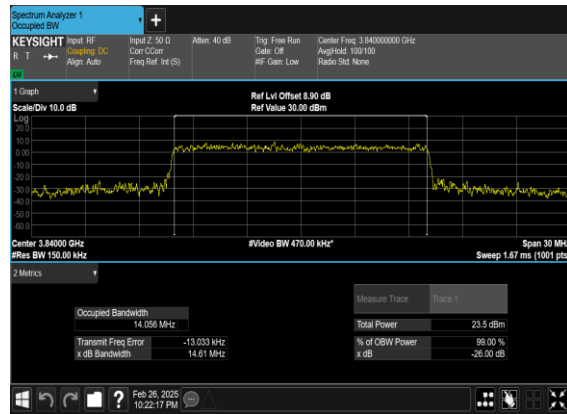 Spectrum Analyzer 1
Occupied BW
KEYSIGHT
R T
LXI
Input: RF
Coupling: DC
Align: Auto
Input Z: 50 Ω
Corr CCorr
Freq Ref: Int (S)
Atten: 40 dB
Trig: Free Run
Gate: Off
#IF Gain: Low
Center Freq: 3.840000000 GHz
Avg|Hold: 100/100
Radio Std: None
1 Graph
Scale/Div 10.0 dB
Ref Lvl Offset 8.90 dB
Ref Value 30.00 dBm
Log
20.0
10.0
0.00
-10.0
-20.0
-30.0
-40.0
-50.0
-60.0
Center 3.84000 GHz
#Video BW 470.00 kHz*
Span 30 MHz
#Res BW 150.00 kHz
Sweep 1.67 ms (1001 pts
2 Metrics
Measure Trace
Trace 1
Occupied Bandwidth
14.056 MHz
Total Power
23.5 dBm
Transmit Freq Error
-13.033 kHz
% of OBW Power
99.00 %
x dB Bandwidth
14.61 MHz
x dB
-26.00 dB
?
Feb 26, 2025
10:22:17 PM